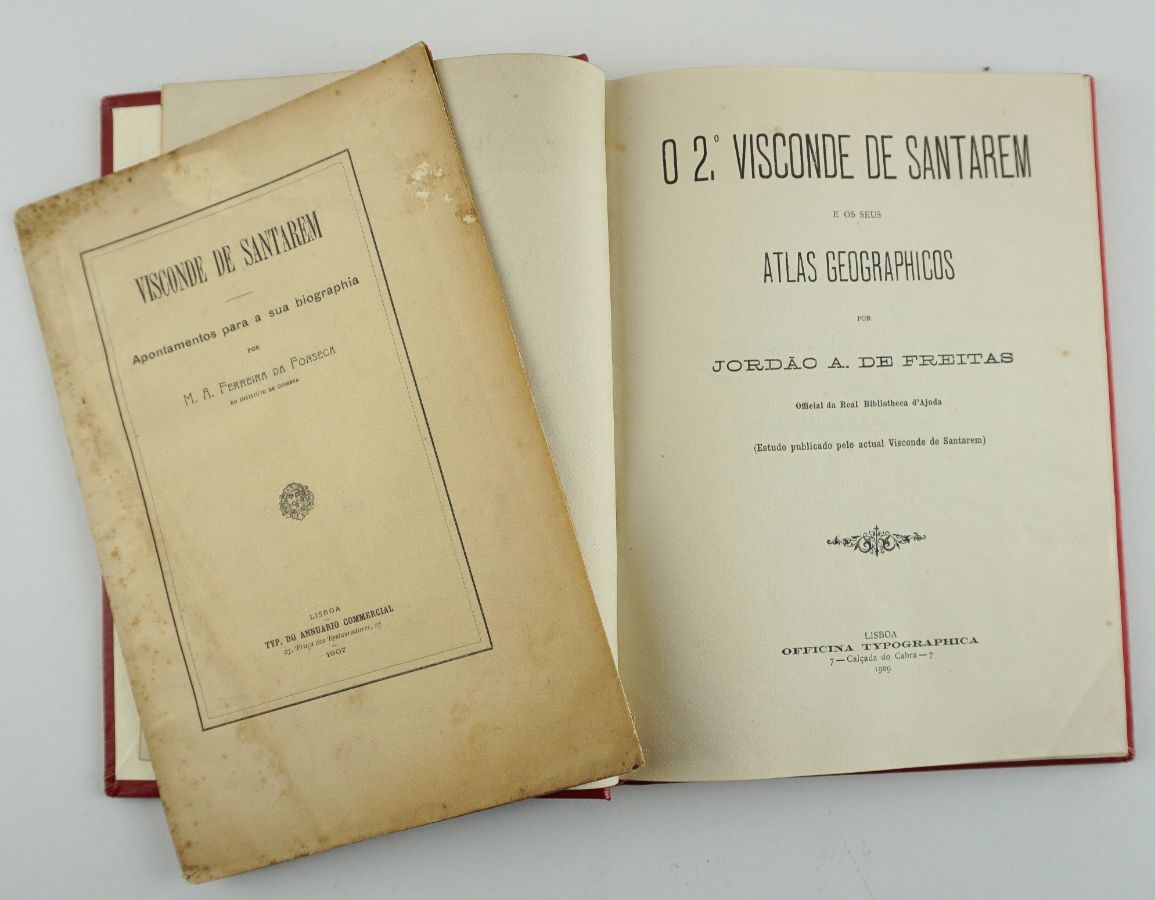 VISCONDE DE SANTAREM
Apontamentos para a sua biographia
POR
M. A. FERREIRA DA FONSECA
DO INSTITUTO DE COIMBRA
LISBOA
TYP. DO ANNUARIO COMMERCIAL
27, Praça dos Restauradores, 27
1907
O 2.º VISCONDE DE SANTAREM
E OS SEUS
ATLAS GEOGRAPHICOS
POR
JORDÃO A. DE FREITAS
Official da Real Bibliotheca d'Ajuda
(Estudo publicado pelo actual Visconde de Santarem)
LISBOA
OFFICINA TYPOGRAPHICA
7—Calçada do Cabra—7
1909